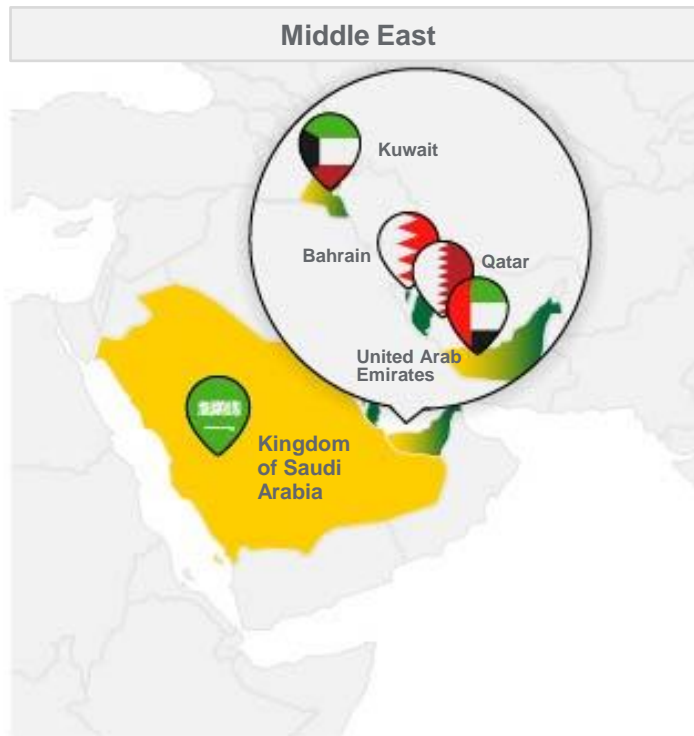 Middle East
Kuwait
Bahrain
Qatar
United Arab
Emirates
Kingdom
of Saudi
Arabia